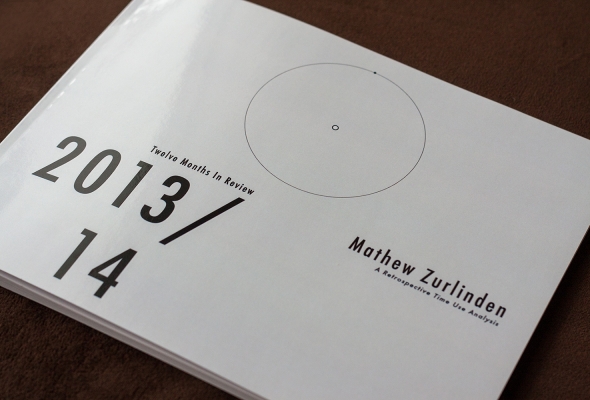 Twelve Months In Review
2013/
14
Mathew Zurlinden
A Retrospective Time Use Analysis